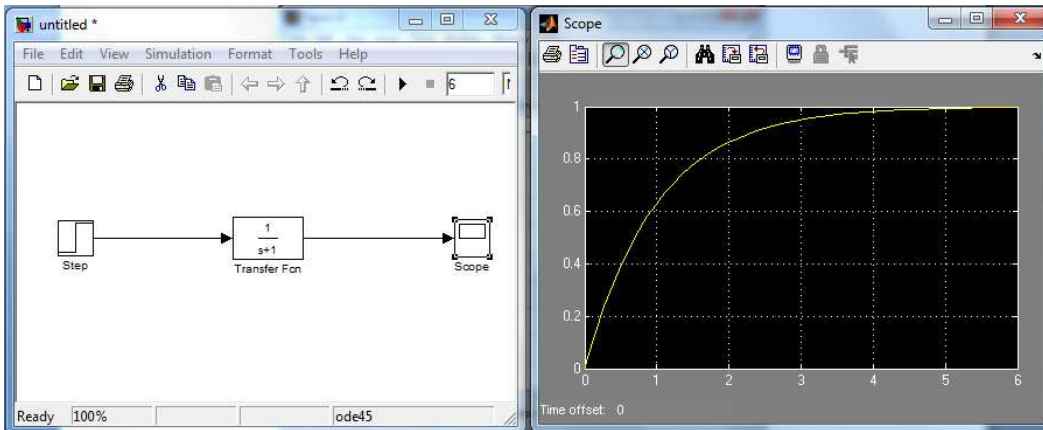 untitled *
File Edit View Simulation Format Tools Help
6
Step
1
s+1
Transfer Fcn
Scope
Ready 100% ode45
Scope
1
0.8
0.6
0.4
0.2
0
0 1 2 3 4 5 6
Time offset: 0